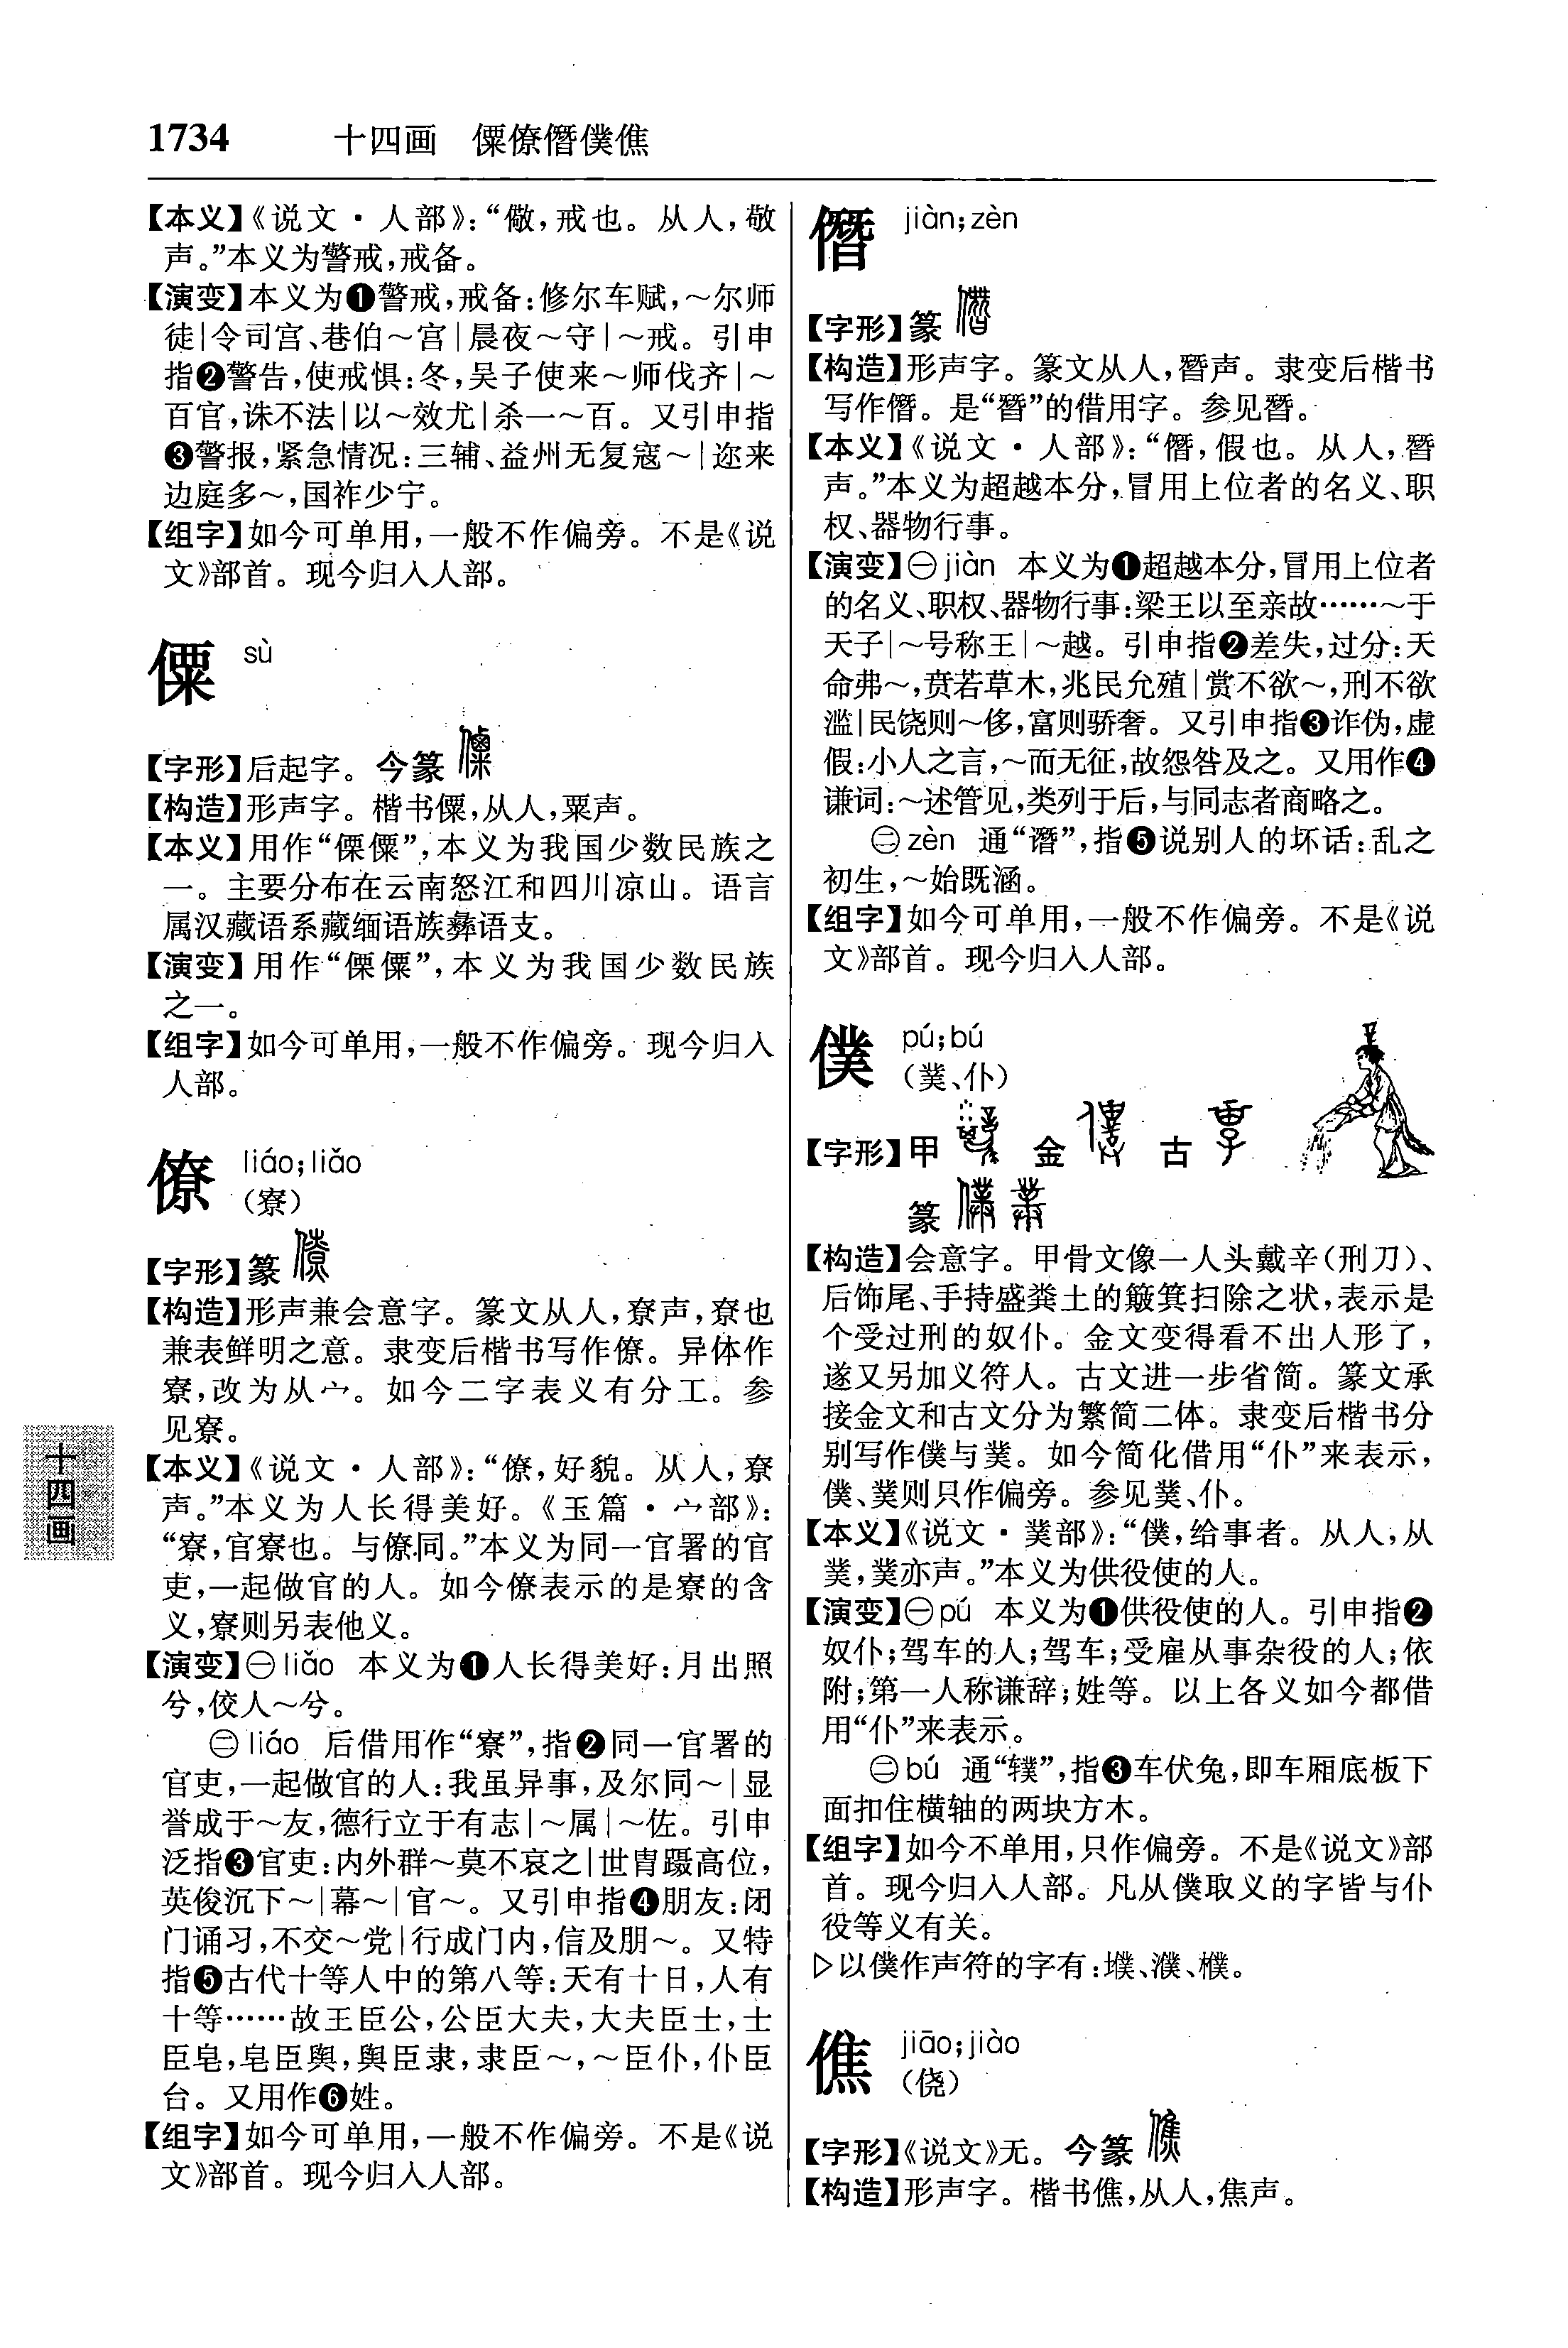 1734 十四画 僳僚僭僕僬
【本义】《说文·人部》：“儆，戒也。从人，敬
声。”本义为警戒，戒备。
【演变】本义为❶警戒，戒备：修尔车赋，～尔师
徒|令司宫、巷伯～宫|晨夜～守|～戒。引申
指❷警告，使戒惧：冬，吴子使来～师伐齐|～
百官，诛不法|以～效尤|杀一～百。又引申指
❸警报，紧急情况：三辅、益州无复寇～|迩来
边庭多～，国祚少宁。
【组字】如今可单用，一般不作偏旁。不是《说
文》部首。现今归入人部。
僳 sù
【字形】后起字。今篆
【构造】形声字。楷书僳，从人，粟声。
【本义】用作“傈僳”，本义为我国少数民族之
一。主要分布在云南怒江和四川凉山。语言
属汉藏语系藏缅语族彝语支。
【演变】用作“傈僳”，本义为我国少数民族
之一。
【组字】如今可单用，一般不作偏旁。现今归入
人部。
僚 liáo；liǎo
（寮）
【字形】篆
【构造】形声兼会意字。篆文从人，尞声，尞也
兼表鲜明之意。隶变后楷书写作僚。异体作
寮，改为从宀。如今二字表义有分工。参
见寮。
【本义】《说文·人部》：“僚，好貌。从人，尞
声。”本义为人长得美好。《玉篇·宀部》：
“寮，官寮也。与僚同。”本义为同一官署的官
吏，一起做官的人。如今僚表示的是寮的含
义，寮则另表他义。
【演变】㊀liǎo 本义为❶人长得美好：月出照
兮，佼人～兮。
㊁liáo 后借用作“寮”，指❷同一官署的
官吏，一起做官的人：我虽异事，及尔同～|显
誉成于～友，德行立于有志|～属|～佐。引申
泛指❸官吏：内外群～莫不哀之|世胄蹑高位，
英俊沉下～|幕～|官～。又引申指❹朋友：闭
门诵习，不交～党|行成门内，信及朋～。又特
指❺古代十等人中的第八等：天有十日，人有
十等……故王臣公，公臣大夫，大夫臣士，士
臣皂，皂臣舆，舆臣隶，隶臣～，～臣仆，仆臣
台。又用作❻姓。
【组字】如今可单用，一般不作偏旁。不是《说
文》部首。现今归入人部。
十四画
僭 jiàn；zèn
【字形】篆
【构造】形声字。篆文从人，朁声。隶变后楷书
写作僭。是“朁”的借用字。参见朁。
【本义】《说文·人部》：“僭，假也。从人，朁
声。”本义为超越本分，冒用上位者的名义、职
权、器物行事。
【演变】㊀jiàn 本义为❶超越本分，冒用上位者
的名义、职权、器物行事：梁王以至亲故……～于
天子|～号称王|～越。引申指❷差失，过分：天
命弗～，贲若草木，兆民允殖|赏不欲～，刑不欲
滥|民饶则～侈，富则骄奢。又引申指❸诈伪，虚
假：小人之言，～而无征，故怨咎及之。又用作❹
谦词：～述管见，类列于后，与同志者商略之。
㊁zèn 通“谮”，指❺说别人的坏话：乱之
初生，～始既涵。
【组字】如今可单用，一般不作偏旁。不是《说
文》部首。现今归入人部。
僕 pú；bú
（菐、仆）
【字形】甲 金 古
篆
【构造】会意字。甲骨文像一人头戴辛（刑刀）、
后饰尾、手持盛粪土的簸箕扫除之状，表示是
个受过刑的奴仆。金文变得看不出人形了，
遂又另加义符人。古文进一步省简。篆文承
接金文和古文分为繁简二体。隶变后楷书分
别写作僕与菐。如今简化借用“仆”来表示，
僕、菐则只作偏旁。参见菐、仆。
【本义】《说文·菐部》：“僕，给事者。从人，从
菐，菐亦声。”本义为供役使的人。
【演变】㊀pú 本义为❶供役使的人。引申指❷
奴仆；驾车的人；驾车；受雇从事杂役的人；依
附；第一人称谦辞；姓等。以上各义如今都借
用“仆”来表示。
㊁bú 通“轐”，指❸车伏兔，即车厢底板下
面扣住横轴的两块方木。
【组字】如今不单用，只作偏旁。不是《说文》部
首。现今归入人部。凡从僕取义的字皆与仆
役等义有关。
▷以僕作声符的字有：墣、濮、樸。
僬 jiāo；jiào
（侥）
【字形】《说文》无。今篆
【构造】形声字。楷书僬，从人，焦声。